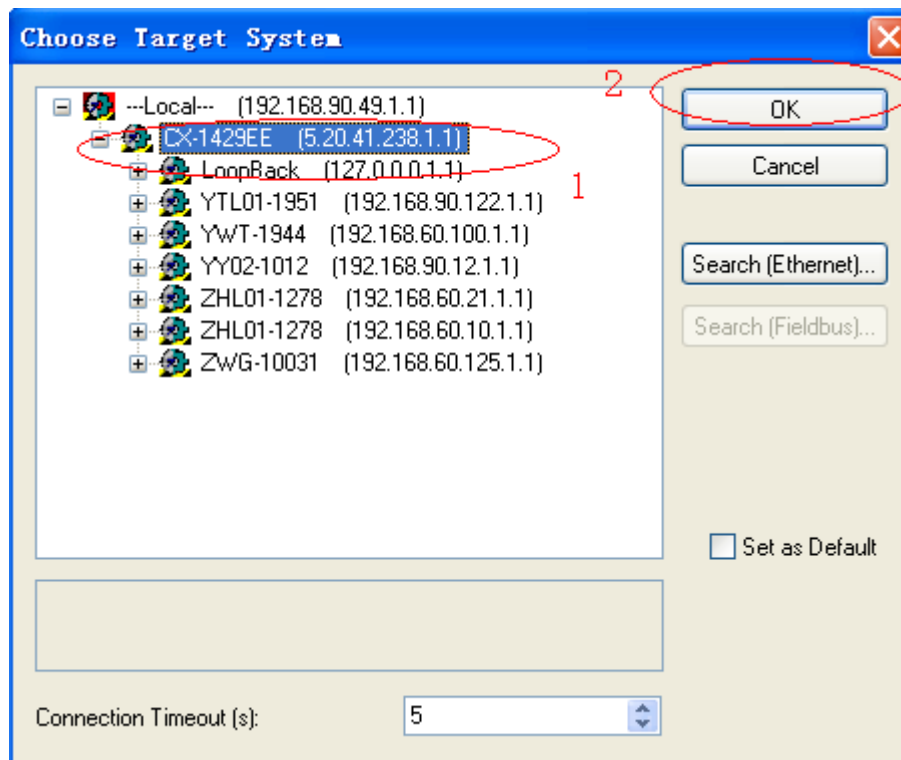 Choose Target System
---Local--- (192.168.90.49.1.1)
CX-1429EE (5.20.41.238.1.1)
LoopBack (127.0.0.0.1.1)
YTL01-1951 (192.168.90.122.1.1)
YWT-1944 (192.168.60.100.1.1)
YY02-1012 (192.168.90.12.1.1)
ZHL01-1278 (192.168.60.21.1.1)
ZHL01-1278 (192.168.60.10.1.1)
ZWG-10031 (192.168.60.125.1.1)
1
2
OK
Cancel
Search (Ethernet)...
Search (Fieldbus)...
Set as Default
Connection Timeout (s):
5